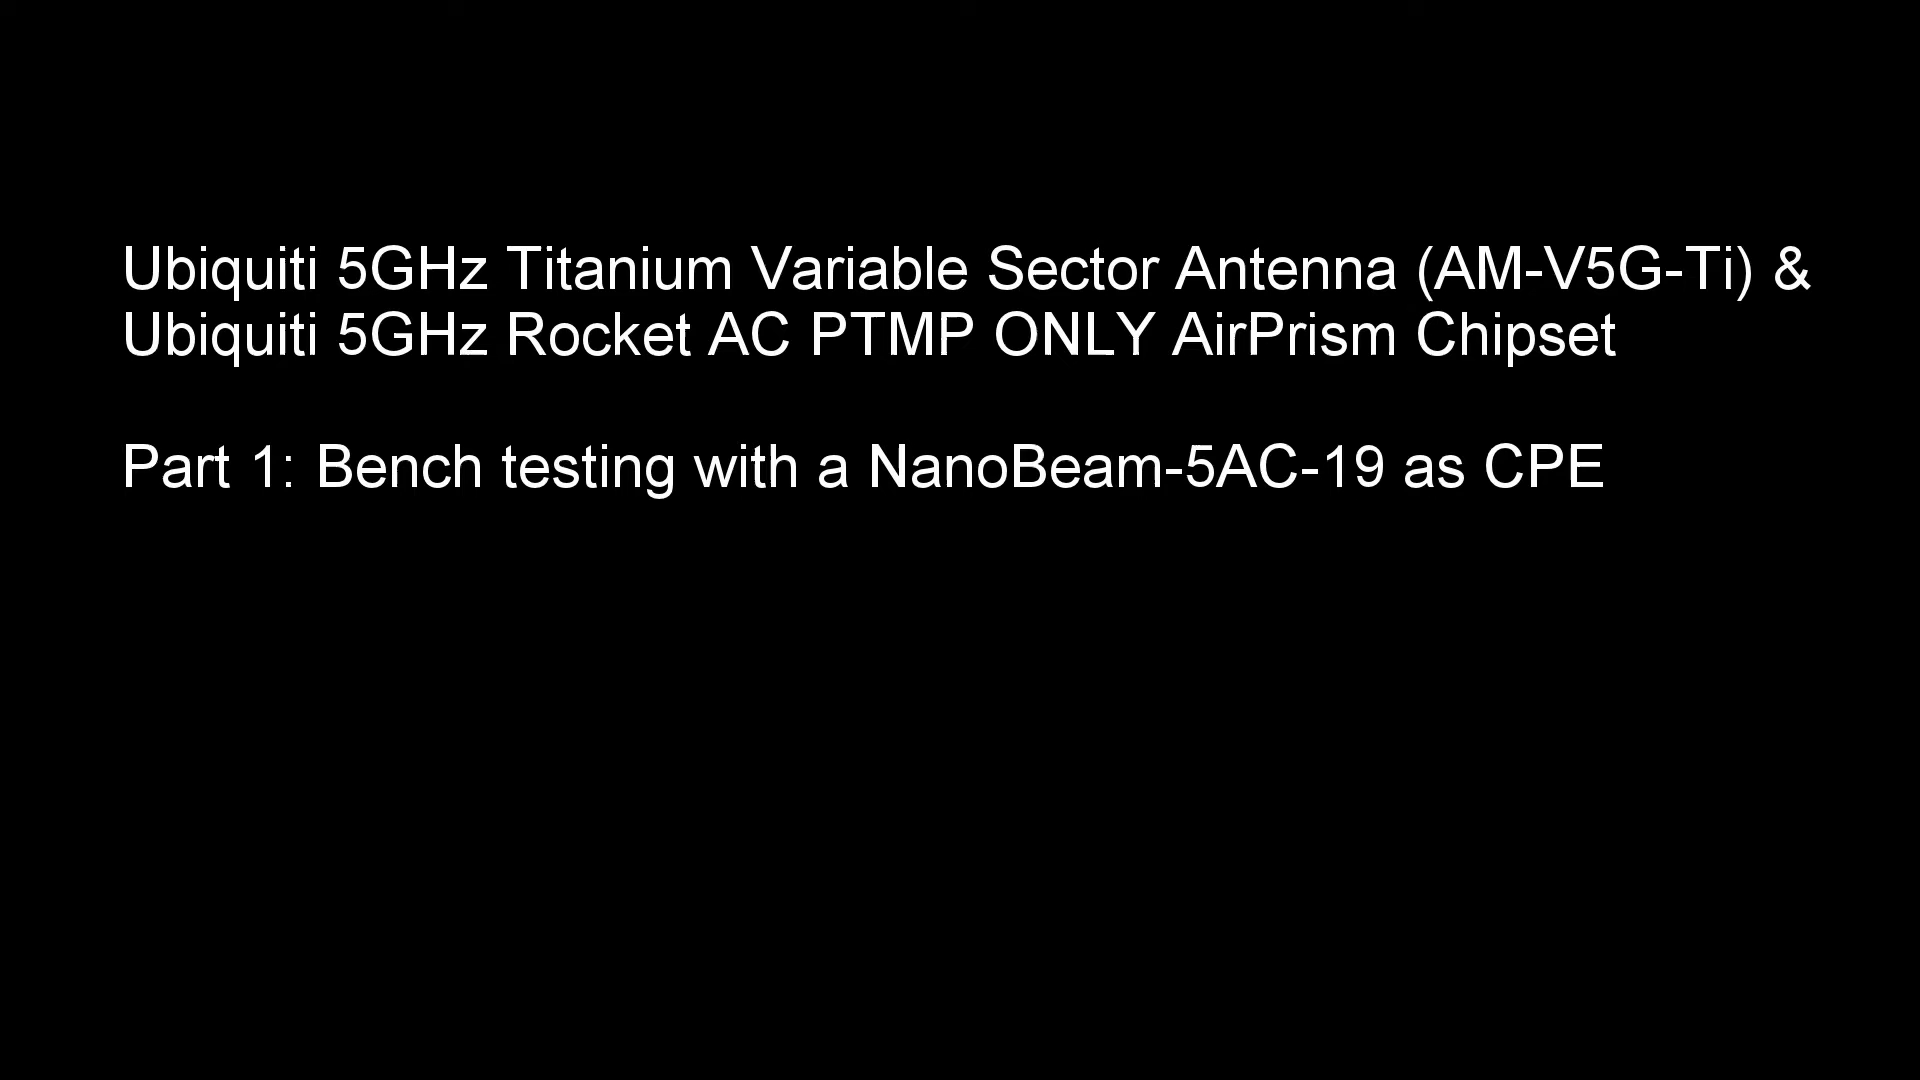 Ubiquiti 5GHz Titanium Variable Sector Antenna (AM-V5G-Ti) &
Ubiquiti 5GHz Rocket AC PTMP ONLY AirPrism Chipset
Part 1: Bench testing with a NanoBeam-5AC-19 as CPE